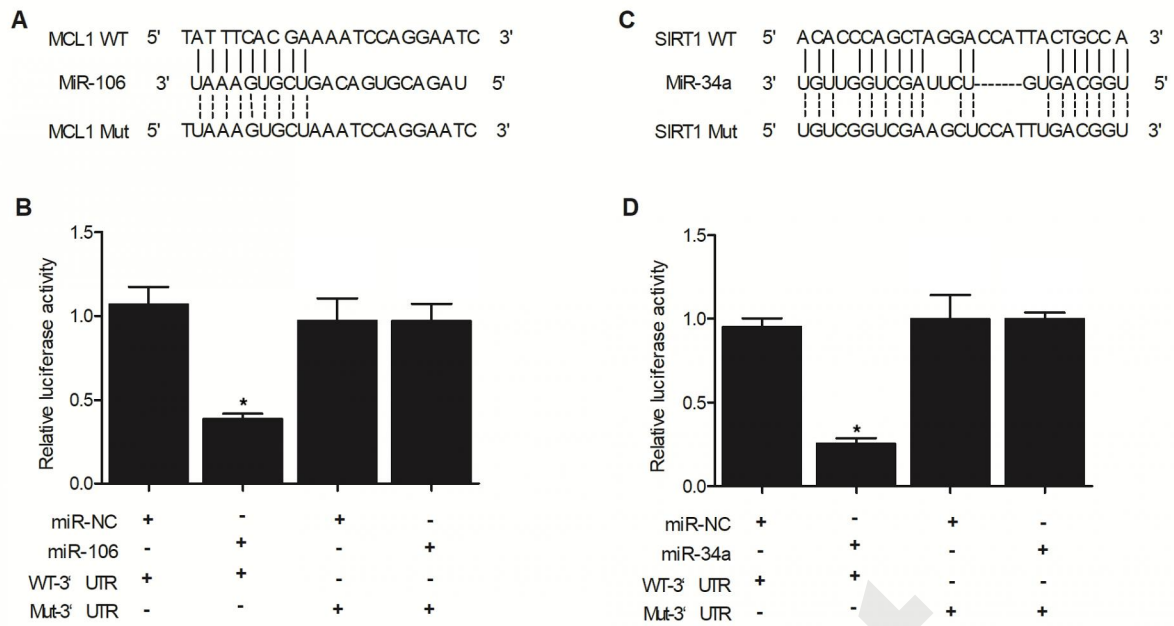 A
MCL1 WT 5' TATTTCACGAAAATCCAGGAATC 3'
MiR-106 3' UAAAGUGCUGACAGUGCAGAU 5'
MCL1 Mut 5' TUAAAGUGCUAAATCCAGGAATC 3'
B
Relative luciferase activity
1.5
1.0
0.5
0.0
*
miR-NC + - + -
miR-106 - + - +
WT-3' UTR + + - -
Mut-3' UTR - - + +
C
SIRT1 WT 5' ACACCCAGCTAGGACCATTACTGCCA 3'
MiR-34a 3' UGUUGGUCGAUUCU-------GUGACGGU 5'
SIRT1 Mut 5' UGUCGGUCGAAGCUCCATTUGACGGU 3'
D
Relative luciferase activity
1.5
1.0
0.5
0.0
*
miR-NC + - + -
miR-34a - + - +
WT-3' UTR + + - -
Mut-3' UTR - - + +